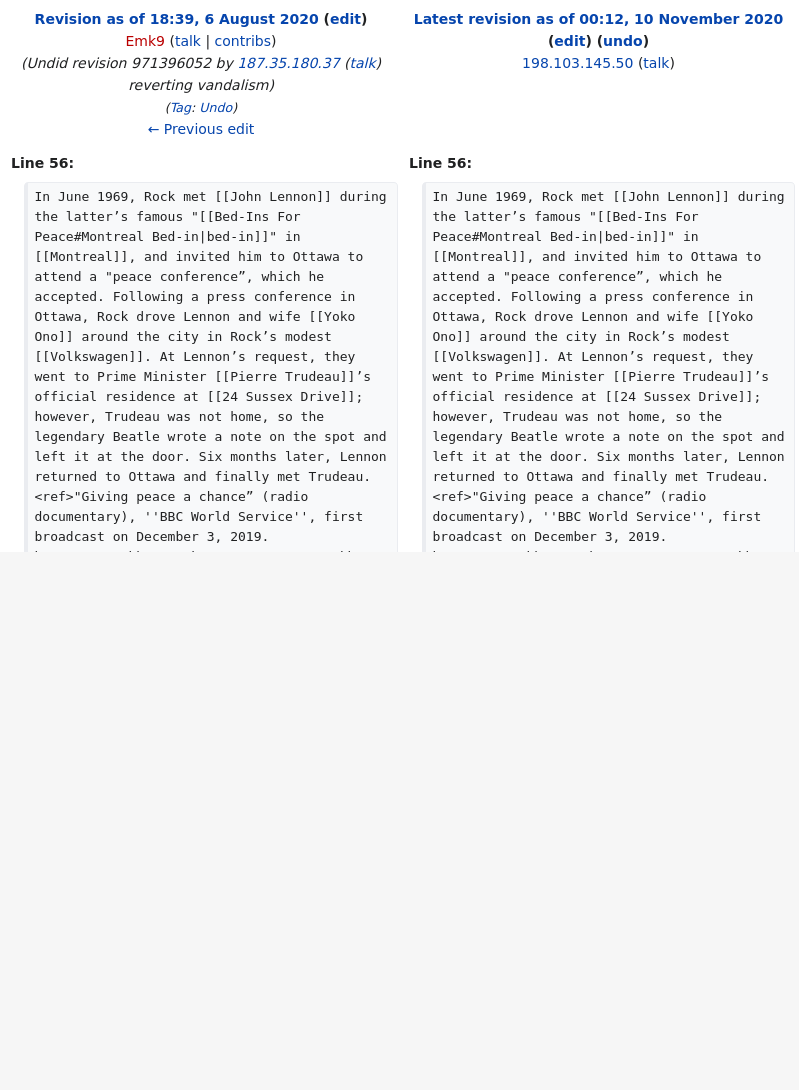 Revision as of 18:39, 6 August 2020 (edit)
Emk9 (talk | contribs)
(Undid revision 971396052 by 187.35.180.37 (talk)
reverting vandalism)
(Tag: Undo)
← Previous edit
Latest revision as of 00:12, 10 November 2020
(edit) (undo)
198.103.145.50 (talk)
Line 56:
In June 1969, Rock met [[John Lennon]] during
the latter’s famous "[[Bed-Ins For
Peace#Montreal Bed-in|bed-in]]" in
[[Montreal]], and invited him to Ottawa to
attend a "peace conference”, which he
accepted. Following a press conference in
Ottawa, Rock drove Lennon and wife [[Yoko
Ono]] around the city in Rock’s modest
[[Volkswagen]]. At Lennon’s request, they
went to Prime Minister [[Pierre Trudeau]]’s
official residence at [[24 Sussex Drive]];
however, Trudeau was not home, so the
legendary Beatle wrote a note on the spot and
left it at the door. Six months later, Lennon
returned to Ottawa and finally met Trudeau.
<ref>"Giving peace a chance” (radio
documentary), ''BBC World Service'', first
broadcast on December 3, 2019.
Line 56:
In June 1969, Rock met [[John Lennon]] during
the latter’s famous "[[Bed-Ins For
Peace#Montreal Bed-in|bed-in]]" in
[[Montreal]], and invited him to Ottawa to
attend a "peace conference”, which he
accepted. Following a press conference in
Ottawa, Rock drove Lennon and wife [[Yoko
Ono]] around the city in Rock’s modest
[[Volkswagen]]. At Lennon’s request, they
went to Prime Minister [[Pierre Trudeau]]’s
official residence at [[24 Sussex Drive]];
however, Trudeau was not home, so the
legendary Beatle wrote a note on the spot and
left it at the door. Six months later, Lennon
returned to Ottawa and finally met Trudeau.
<ref>"Giving peace a chance” (radio
documentary), ''BBC World Service'', first
broadcast on December 3, 2019.